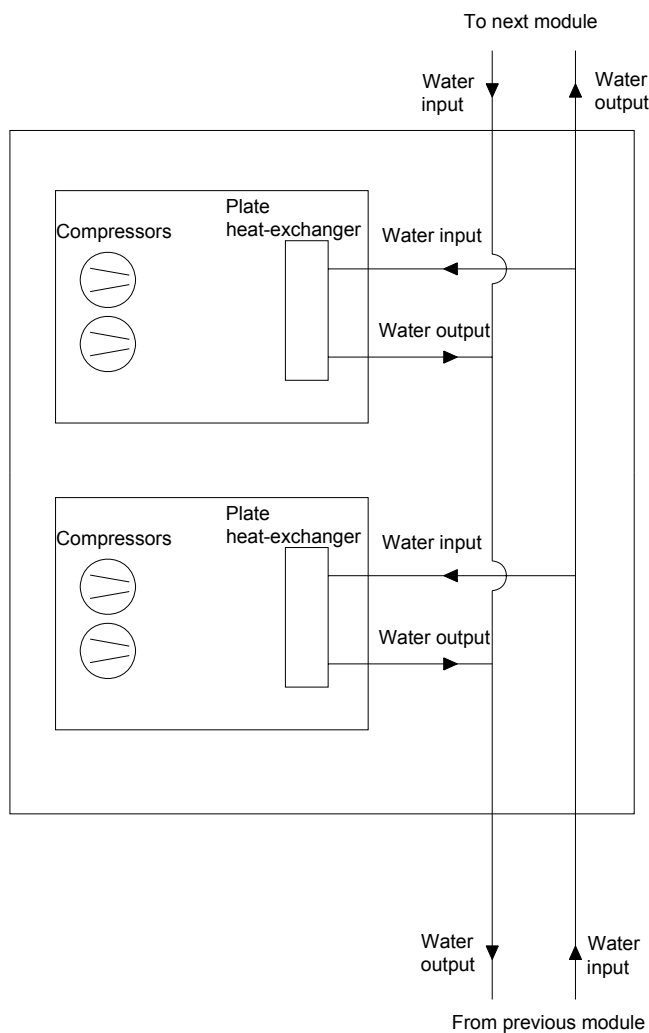 To next module
Water
input
Water
output
Plate
heat-exchanger
Compressors
Water input
Water output
Plate
heat-exchanger
Compressors
Water input
Water output
Water
output
Water
input
From previous module